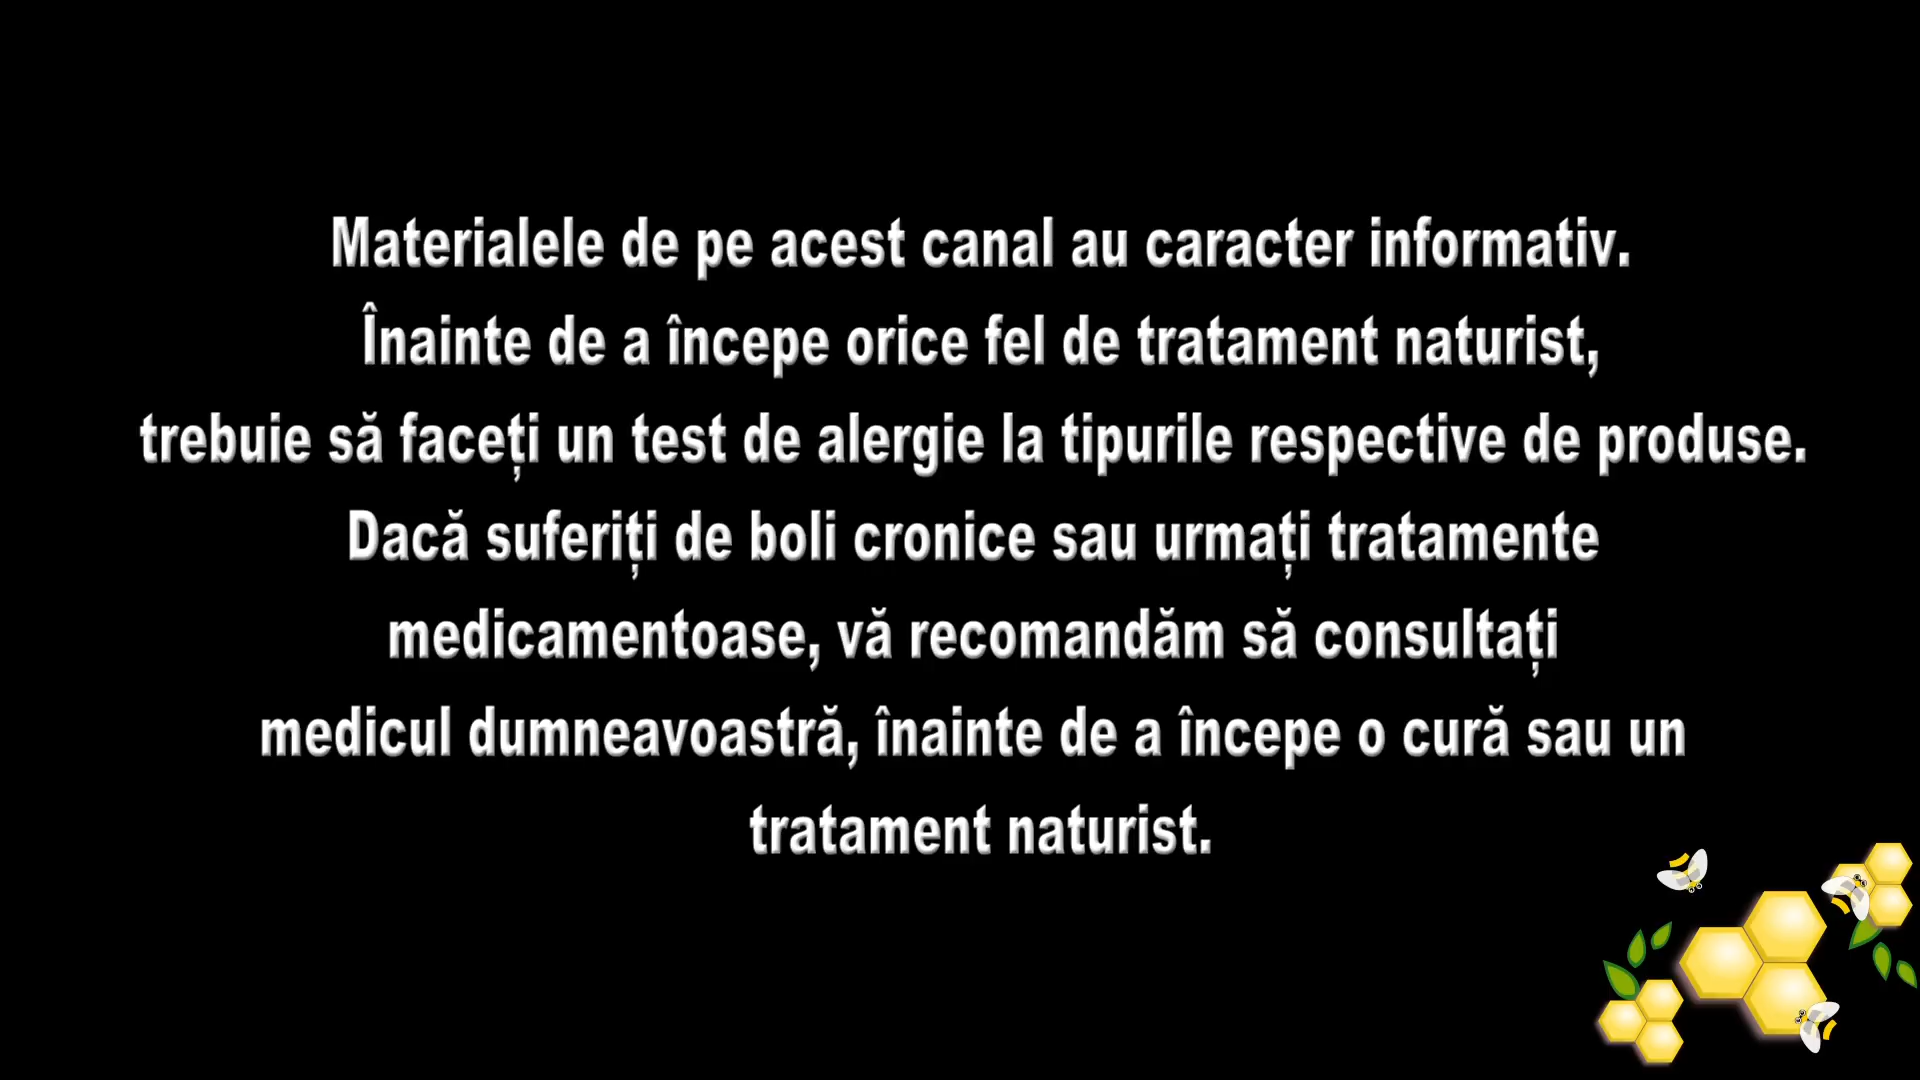 Materialele de pe acest canal au caracter informativ.
Înainte de a începe orice fel de tratament naturist,
trebuie să faceți un test de alergie la tipurile respective de produse.
Dacă suferiți de boli cronice sau urmați tratamente
medicamentoase, vă recomandăm să consultați
medicul dumneavoastră, înainte de a începe o cură sau un
tratament naturist.